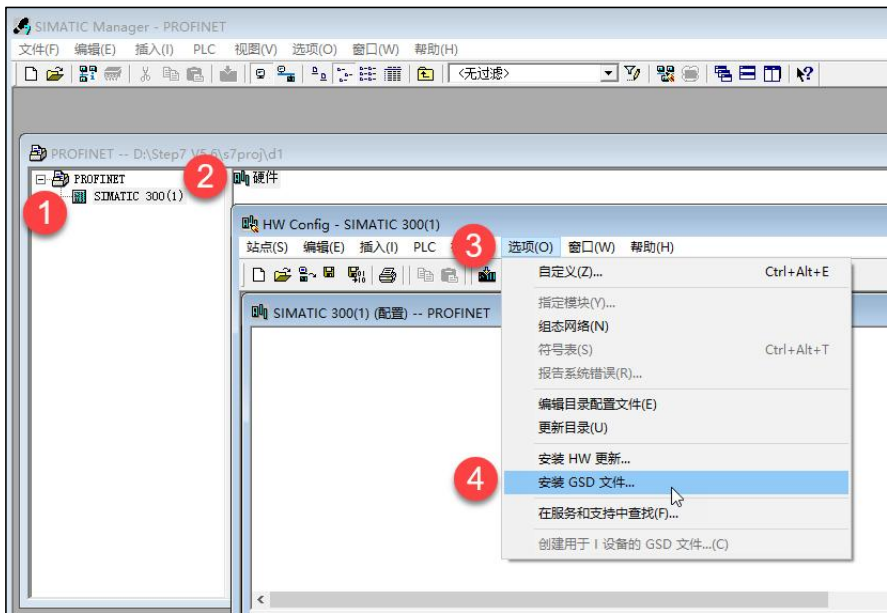 SIMATIC Manager - PROFINET
文件(F) 编辑(E) 插入(I) PLC 视图(V) 选项(O) 窗口(W) 帮助(H)
<无过滤>
PROFINET -- D:\Step7 V5.6\s7proj\d1
PROFINET
2
硬件
SIMATIC 300(1)
1
HW Config - SIMATIC 300(1)
站点(S) 编辑(E) 插入(I) PLC
3
选项(O) 窗口(W) 帮助(H)
自定义(Z)... Ctrl+Alt+E
SIMATIC 300(1) (配置) -- PROFINET
指定模块(Y)...
组态网络(N)
符号表(S) Ctrl+Alt+T
报告系统错误(R)...
编辑目录配置文件(E)
更新目录(U)
安装 HW 更新...
4
安装 GSD 文件...
在服务和支持中查找(F)...
创建用于 I 设备的 GSD 文件...(C)